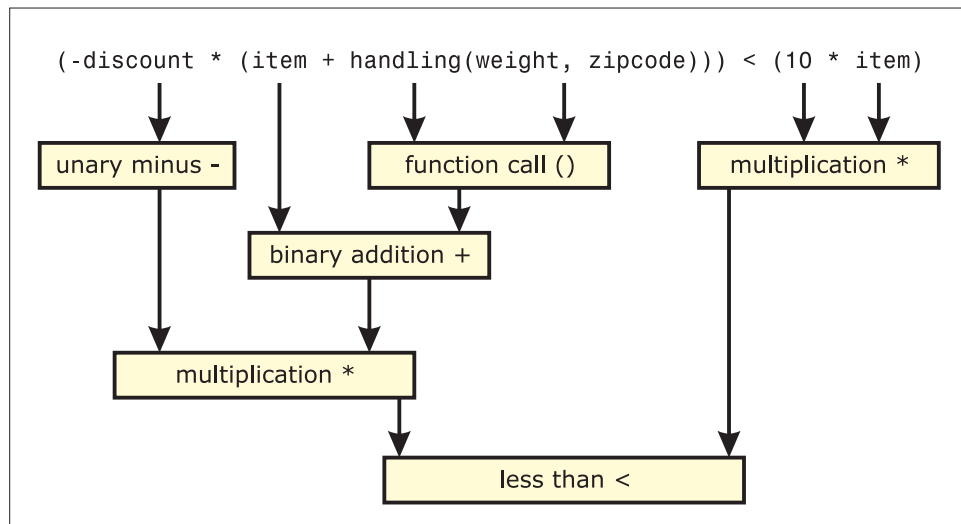 (-discount * (item + handling(weight, zipcode))) < (10 * item)
unary minus -
function call ()
multiplication *
binary addition +
multiplication *
less than <